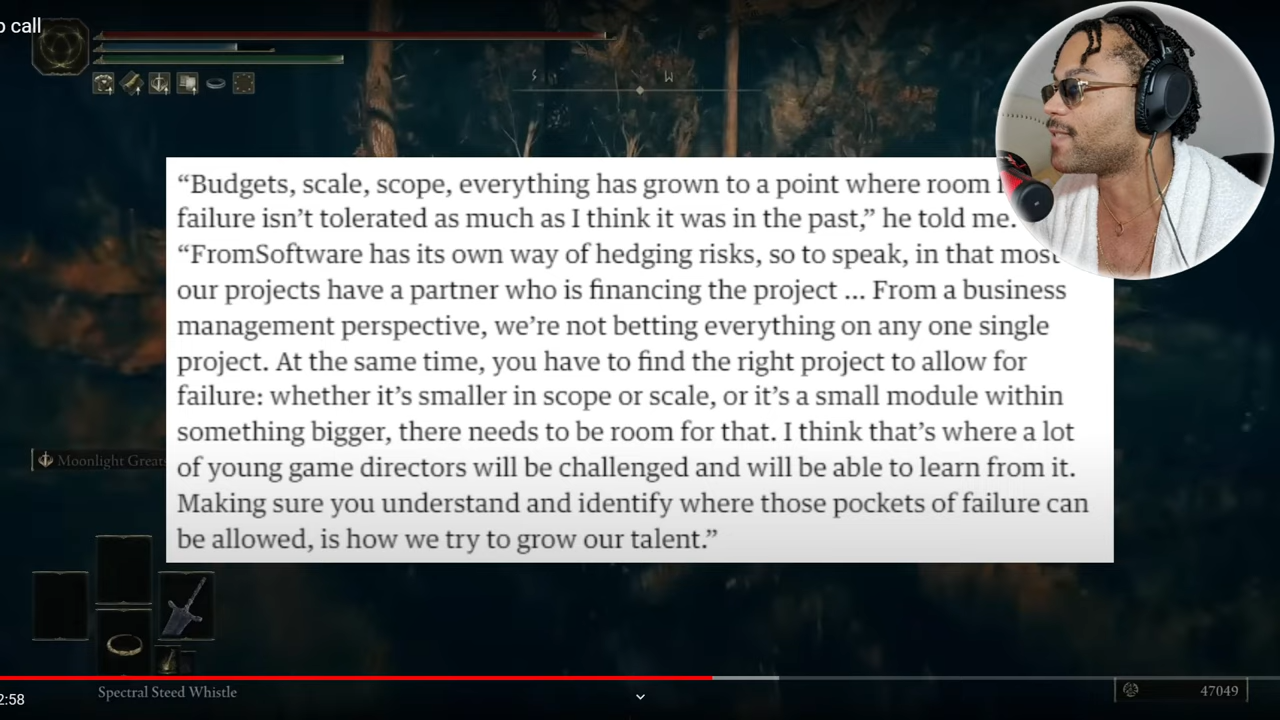 call
S
W
“Budgets, scale, scope, everything has grown to a point where room
failure isn’t tolerated as much as I think it was in the past,” he told me.
“FromSoftware has its own way of hedging risks, so to speak, in that most
our projects have a partner who is financing the project ... From a business
management perspective, we’re not betting everything on any one single
project. At the same time, you have to find the right project to allow for
failure: whether it’s smaller in scope or scale, or it’s a small module within
something bigger, there needs to be room for that. I think that’s where a lot
of young game directors will be challenged and will be able to learn from it.
Making sure you understand and identify where those pockets of failure can
be allowed, is how we try to grow our talent.”
Moonlight Greats
Spectral Steed Whistle
2:58
47049